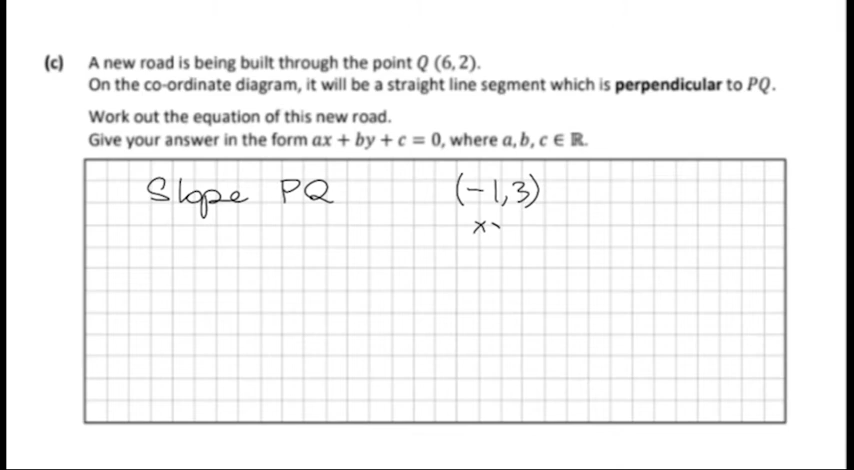 (c) A new road is being built through the point Q (6, 2).
On the co-ordinate diagram, it will be a straight line segment which is perpendicular to PQ.
Work out the equation of this new road.
Give your answer in the form ax + by + c = 0, where a, b, c ∈ ℝ.
Slope PQ (-1, 3)
x